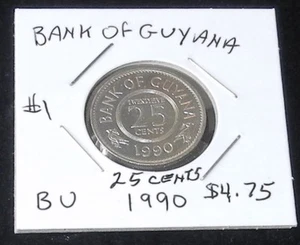 BANK OF GUYANA
#1
BANK OF GUYANA
TWENTY FIVE
25
CENTS
1990
25 CENTS
BU 1990 $4.75